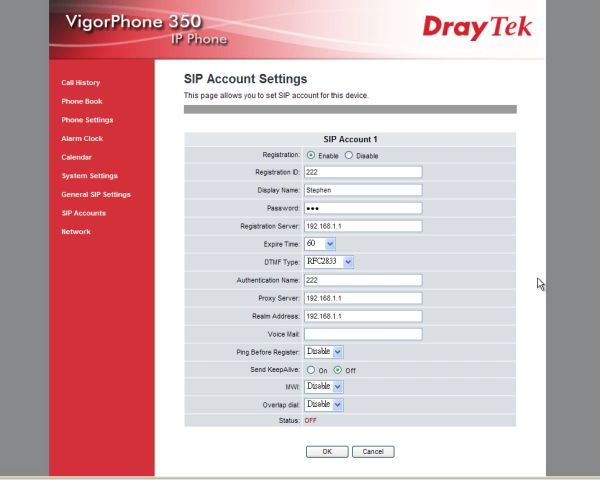 VigorPhone 350
IP Phone
DrayTek
Call History
Phone Book
Phone Settings
Alarm Clock
Calendar
System Settings
General SIP Settings
SIP Accounts
Network
SIP Account Settings
This page allows you to set SIP account for this device.
SIP Account 1
Registration: Enable Disable
Registration ID: 222
Display Name: Stephen
Password: •••
Registration Server: 192.168.1.1
Expire Time: 60
DTMF Type: RFC2833
Authentication Name: 222
Proxy Server: 192.168.1.1
Realm Address: 192.168.1.1
Voice Mail:
Ping Before Register: Disable
Send KeepAlive: On Off
MWI: Disable
Overlap dial: Disable
Status: OFF
OK Cancel